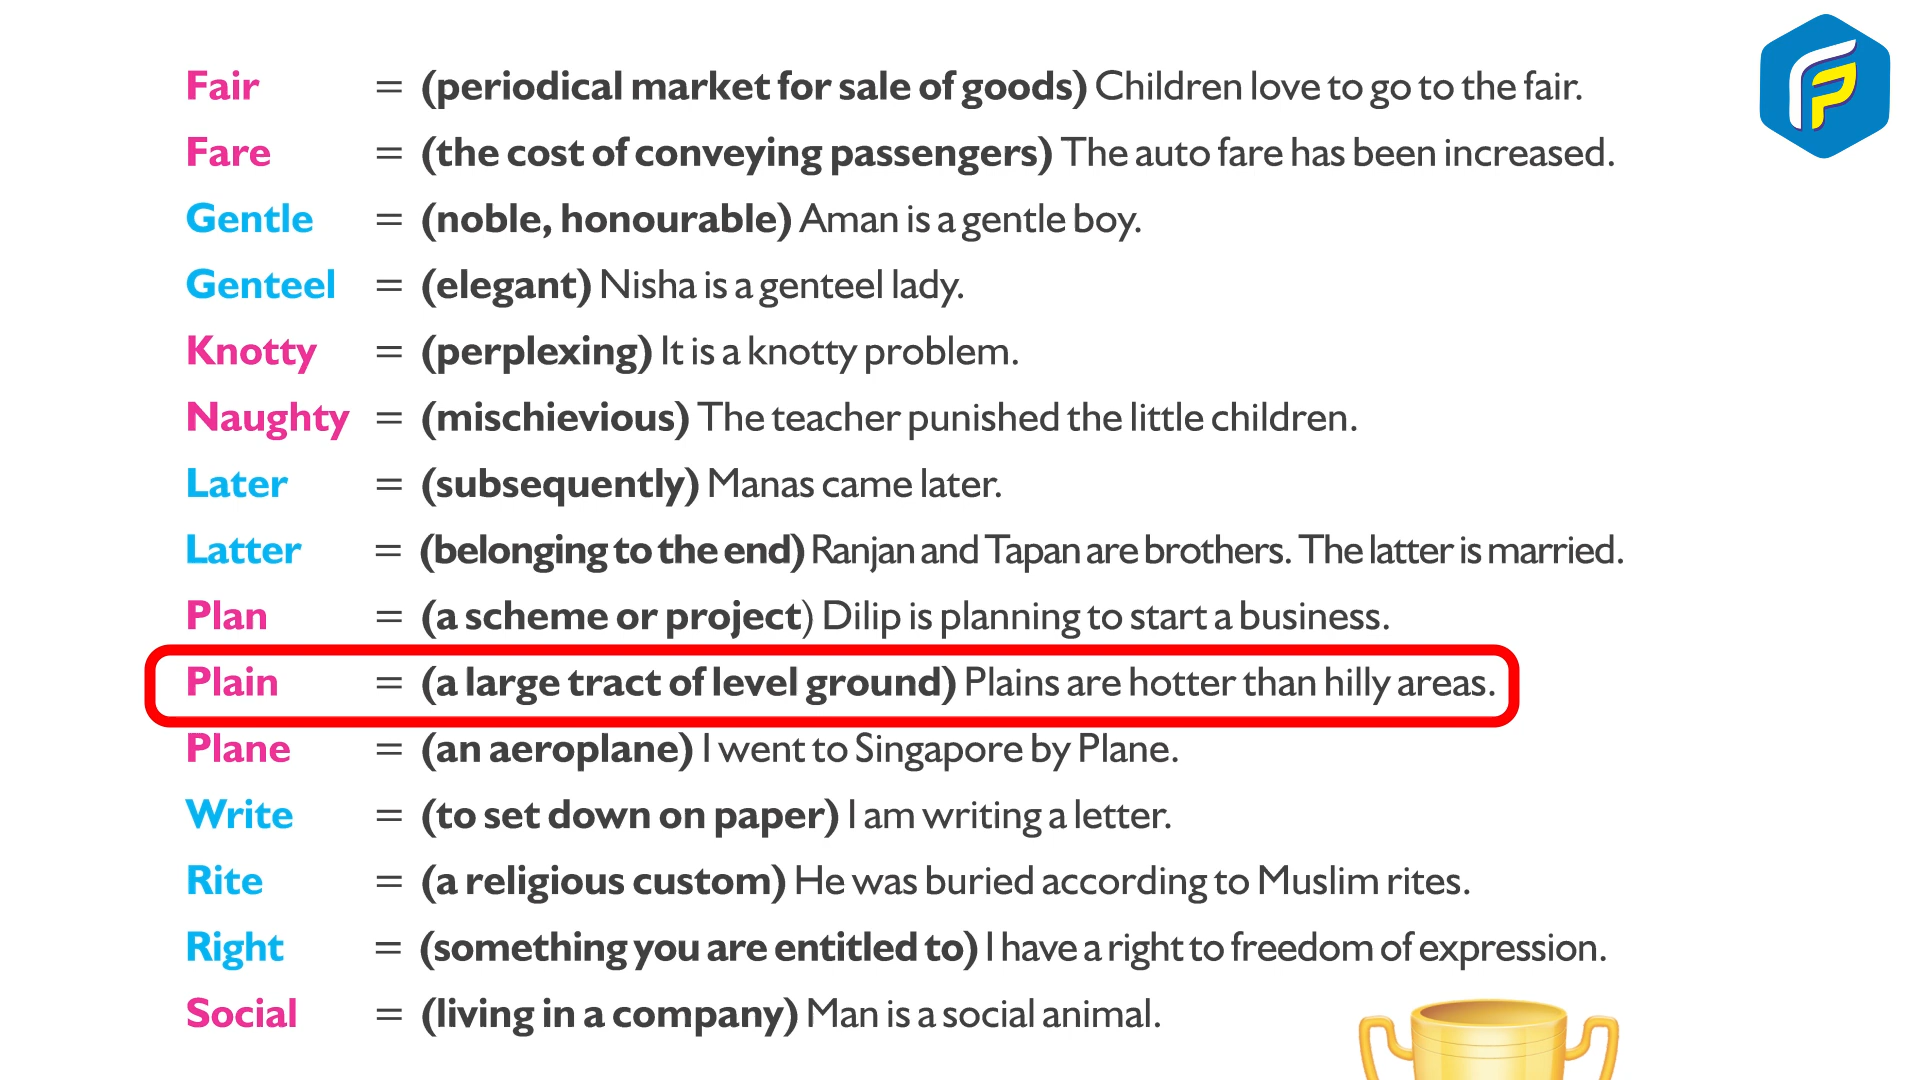 Fair = (periodical market for sale of goods) Children love to go to the fair.
Fare = (the cost of conveying passengers) The auto fare has been increased.
Gentle = (noble, honourable) Aman is a gentle boy.
Genteel = (elegant) Nisha is a genteel lady.
Knotty = (perplexing) It is a knotty problem.
Naughty = (mischievious) The teacher punished the little children.
Later = (subsequently) Manas came later.
Latter = (belonging to the end) Ranjan and Tapan are brothers. The latter is married.
Plan = (a scheme or project) Dilip is planning to start a business.
Plain = (a large tract of level ground) Plains are hotter than hilly areas.
Plane = (an aeroplane) I went to Singapore by Plane.
Write = (to set down on paper) I am writing a letter.
Rite = (a religious custom) He was buried according to Muslim rites.
Right = (something you are entitled to) I have a right to freedom of expression.
Social = (living in a company) Man is a social animal.